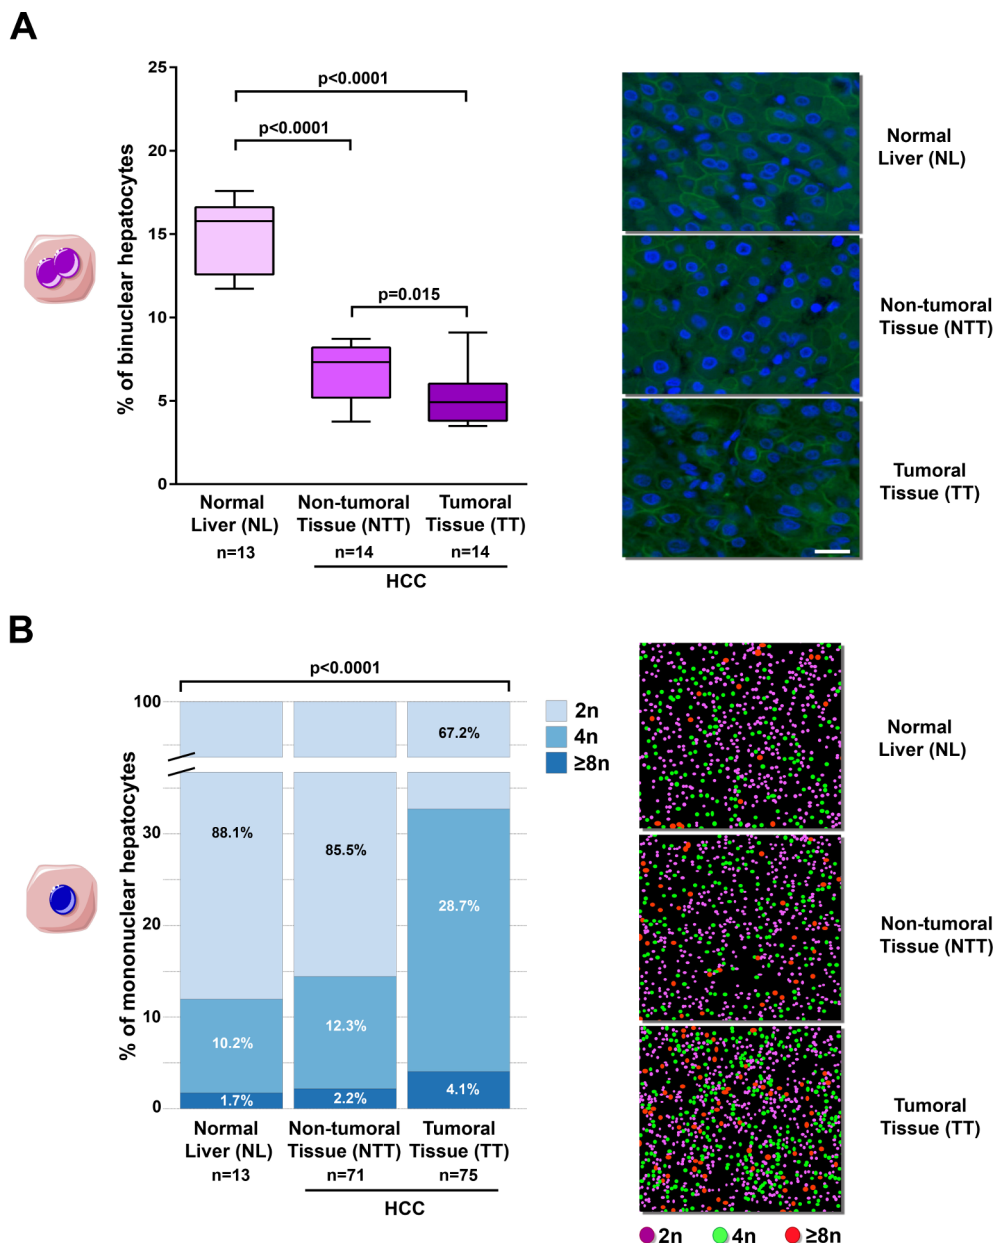 A
25
20
15
10
5
0
% of binuclear hepatocytes
p<0.0001
p<0.0001
p=0.015
Normal
Liver (NL)
n=13
Non-tumoral
Tissue (NTT)
n=14
Tumoral
Tissue (TT)
n=14
HCC
Normal
Liver (NL)
Non-tumoral
Tissue (NTT)
Tumoral
Tissue (TT)
B
p<0.0001
100
30
20
10
0
% of mononuclear hepatocytes
67.2%
88.1%
85.5%
28.7%
10.2%
12.3%
1.7%
2.2%
4.1%
2n
4n
≥8n
Normal
Liver (NL)
n=13
Non-tumoral
Tissue (NTT)
n=71
Tumoral
Tissue (TT)
n=75
HCC
Normal
Liver (NL)
Non-tumoral
Tissue (NTT)
Tumoral
Tissue (TT)
2n 4n ≥8n